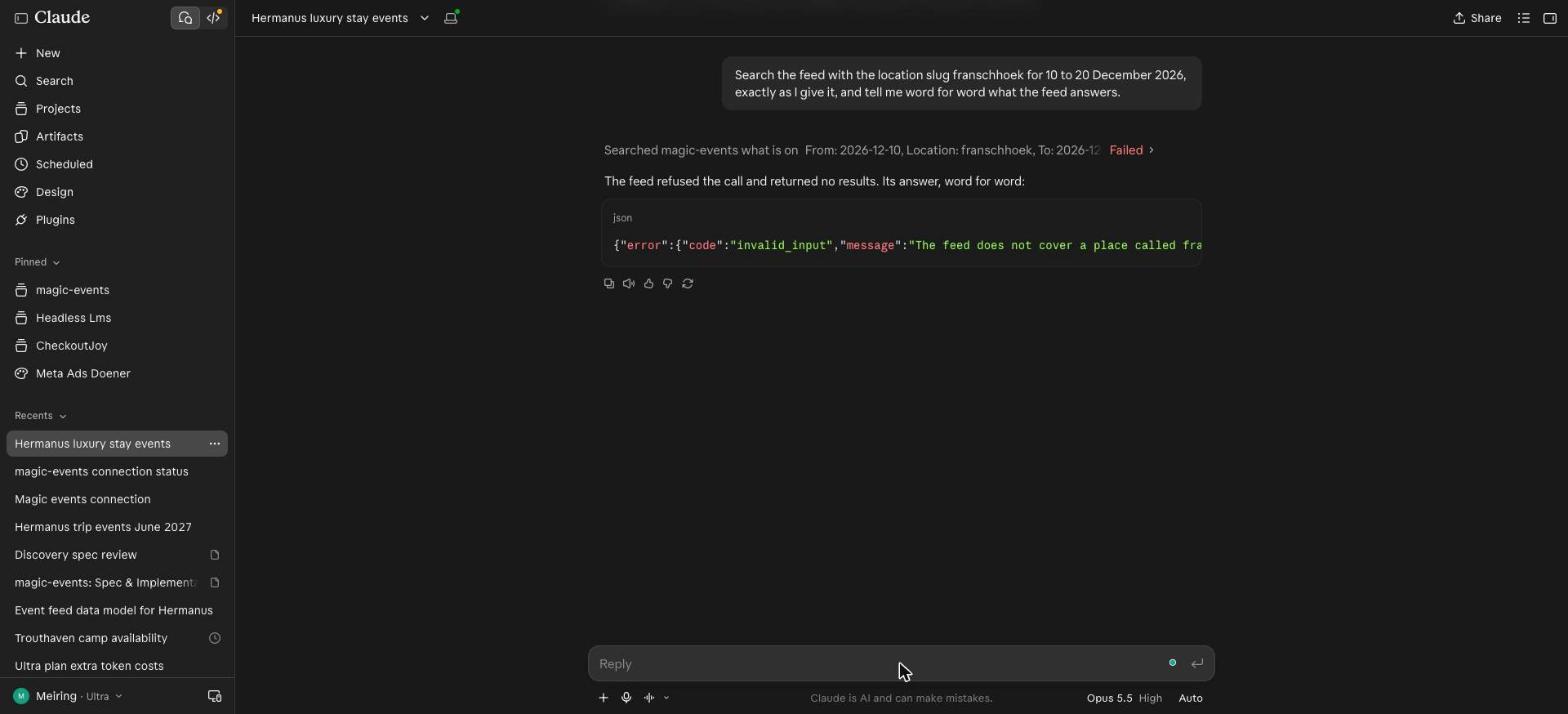 Claude
New
Search
Projects
Artifacts
Scheduled
Design
Plugins
Pinned
magic-events
Headless Lms
CheckoutJoy
Meta Ads Doener
Recents
Hermanus luxury stay events
magic-events connection status
Magic events connection
Hermanus trip events June 2027
Discovery spec review
magic-events: Spec & Implement
Event feed data model for Hermanus
Trouthaven camp availability
Ultra plan extra token costs
M Meiring · Ultra
Hermanus luxury stay events
Share
Search the feed with the location slug franschhoek for 10 to 20 December 2026,
exactly as I give it, and tell me word for word what the feed answers.
Searched magic-events what is on From: 2026-12-10, Location: franschhoek, To: 2026-12 Failed
The feed refused the call and returned no results. Its answer, word for word:
json
{"error":{"code":"invalid_input","message":"The feed does not cover a place called fra
Reply
Claude is AI and can make mistakes.
Opus 5.5 High Auto